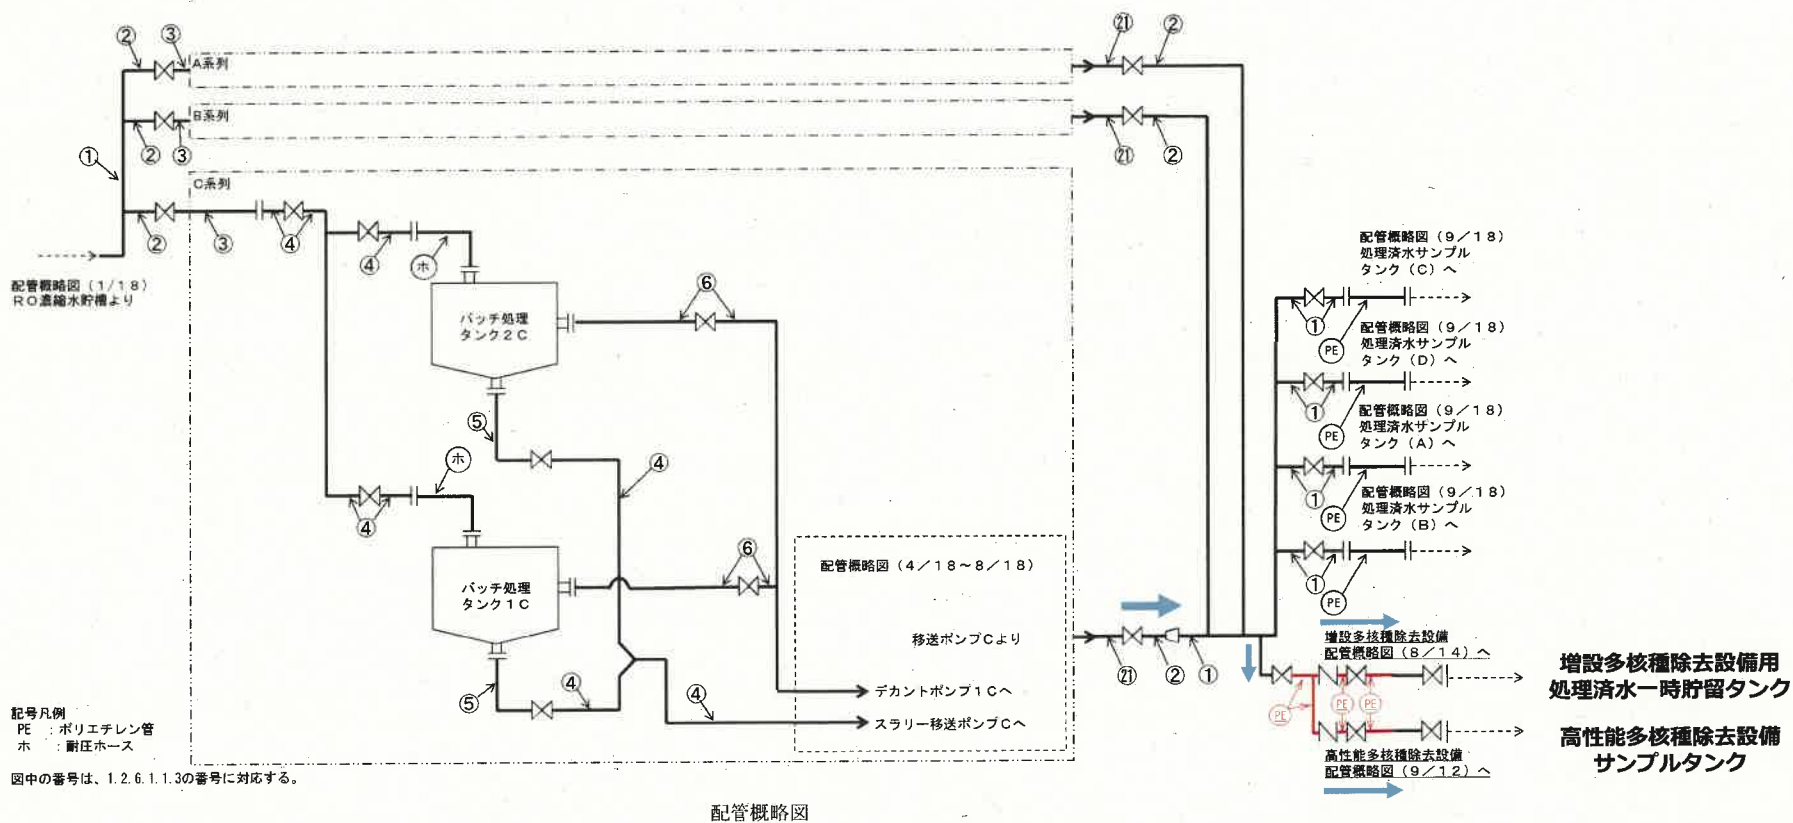 ② ③ A系列
② ③ B系列
①
C系列
② ③ ④
配管概略図(1/18)
RO濃縮水貯槽より
④ ホ
バッチ処理
タンク2C
⑥
⑤
④
ホ
④
バッチ処理
タンク1C
⑥
⑤
④
④
配管概略図(4/18~8/18)
移送ポンプCより
デカントポンプ1Cへ
スラリー移送ポンプCへ
㉑ ②
㉑ ②
㉑ ② ①
配管概略図(9/18)
処理済水サンプル
タンク(C)へ
① PE
配管概略図(9/18)
処理済水サンプル
タンク(D)へ
① PE
配管概略図(9/18)
処理済水サンプル
タンク(A)へ
① PE
配管概略図(9/18)
処理済水サンプル
タンク(B)へ
① PE
増設多核種除去設備
配管概略図(8/14)へ
PE PE PE
高性能多核種除去設備
配管概略図(9/12)へ
増設多核種除去設備用
処理済水一時貯留タンク
高性能多核種除去設備
サンプルタンク
記号凡例
PE :ポリエチレン管
ホ :耐圧ホース
図中の番号は、1.2.6.1.1.3の番号に対応する。
配管概略図